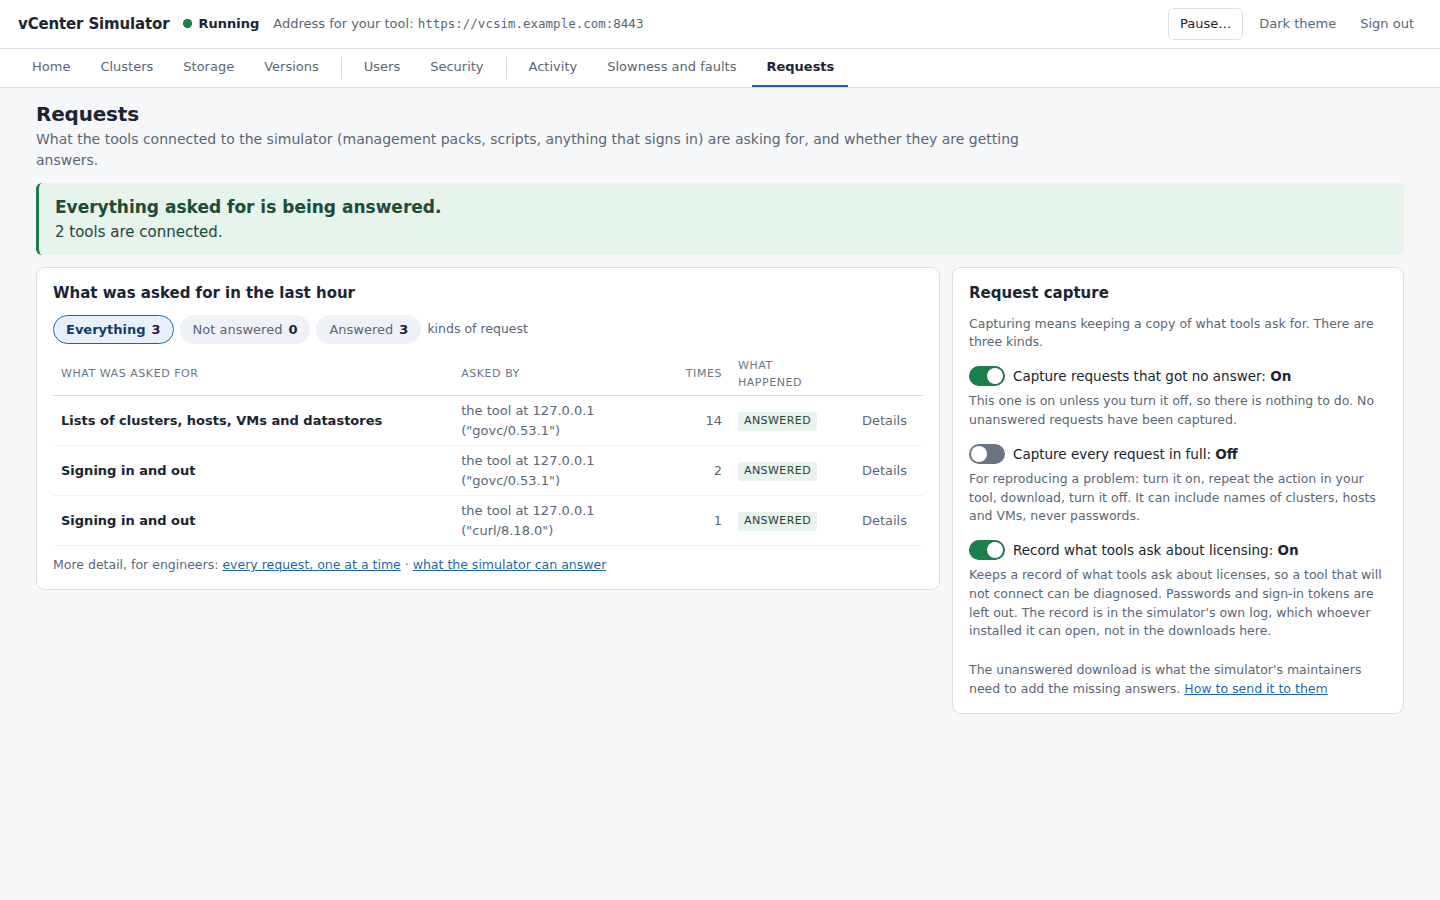 vCenter Simulator Running Address for your tool: https://vcsim.example.com:8443 Pause... Dark theme Sign out
Home Clusters Storage Versions Users Security Activity Slowness and faults Requests
Requests
What the tools connected to the simulator (management packs, scripts, anything that signs in) are asking for, and whether they are getting
answers.
Everything asked for is being answered.
2 tools are connected.
What was asked for in the last hour
Everything 3 Not answered 0 Answered 3 kinds of request
WHAT WAS ASKED FOR ASKED BY TIMES WHAT HAPPENED
Lists of clusters, hosts, VMs and datastores the tool at 127.0.0.1 ("govc/0.53.1") 14 ANSWERED Details
Signing in and out the tool at 127.0.0.1 ("govc/0.53.1") 2 ANSWERED Details
Signing in and out the tool at 127.0.0.1 ("curl/8.18.0") 1 ANSWERED Details
More detail, for engineers: every request, one at a time · what the simulator can answer
Request capture
Capturing means keeping a copy of what tools ask for. There are
three kinds.
Capture requests that got no answer: On
This one is on unless you turn it off, so there is nothing to do. No
unanswered requests have been captured.
Capture every request in full: Off
For reproducing a problem: turn it on, repeat the action in your
tool, download, turn it off. It can include names of clusters, hosts
and VMs, never passwords.
Record what tools ask about licensing: On
Keeps a record of what tools ask about licenses, so a tool that will
not connect can be diagnosed. Passwords and sign-in tokens are
left out. The record is in the simulator's own log, which whoever
installed it can open, not in the downloads here.
The unanswered download is what the simulator's maintainers
need to add the missing answers. How to send it to them